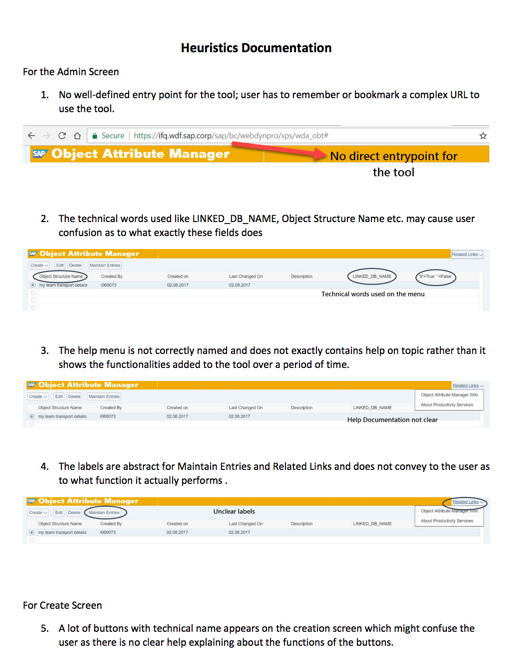 Heuristics Documentation
For the Admin Screen
1. No well-defined entry point for the tool; user has to remember or bookmark a complex URL to
use the tool.
Secure | https://ifq.wdf.sap.corp/sap/bc/webdynpro/sps/wda_obt#
SAP Object Attribute Manager
No direct entrypoint for
the tool
2. The technical words used like LINKED_DB_NAME, Object Structure Name etc. may cause user
confusion as to what exactly these fields does
SAP Object Attribute Manager Related Links
Create Edit Delete Maintain Entries
Object Structure Name Created By Created on Last Changed On Description LINKED_DB_NAME 'X'=True ' '=False
my team transport details I069073 02.08.2017 02.08.2017
Technical words used on the menu
3. The help menu is not correctly named and does not exactly contains help on topic rather than it
shows the functionalities added to the tool over a period of time.
SAP Object Attribute Manager Related Links
Create Edit Delete Maintain Entries Object Attribute Manager Wiki
Object Structure Name Created By Created on Last Changed On Description LINKED_DB_NAME About Productivity Services
my team transport details I069073 02.08.2017 02.08.2017
Help Documentation not clear
4. The labels are abstract for Maintain Entries and Related Links and does not convey to the user as
to what function it actually performs .
SAP Object Attribute Manager Related Links
Create Edit Delete Maintain Entries Unclear labels Object Attribute Manager Wiki
Object Structure Name Created By Created on Last Changed On Description LINKED_DB_NAME About Productivity Services
my team transport details I069073 02.08.2017 02.08.2017
For Create Screen
5. A lot of buttons with technical name appears on the creation screen which might confuse the
user as there is no clear help explaining about the functions of the buttons.